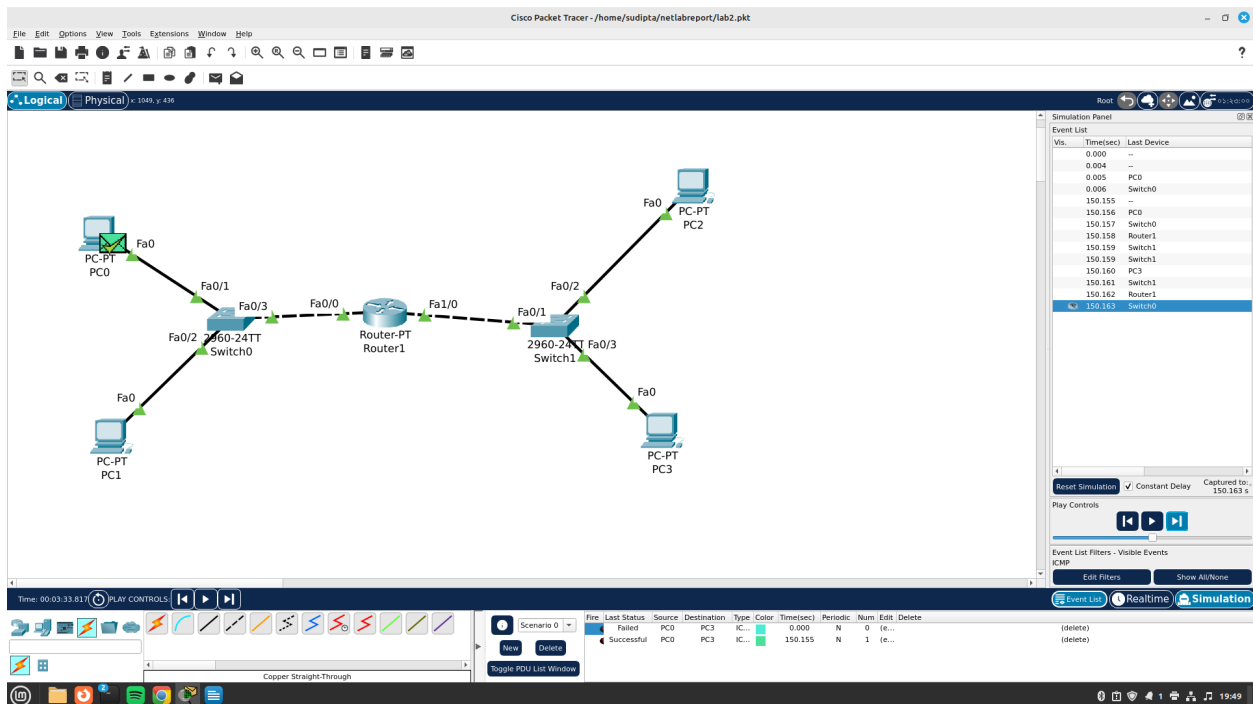 Cisco Packet Tracer - /home/sudipta/netlabreport/lab2.pkt
File Edit Options View Tools Extensions Window Help
?
Logical Physical x: 1049, y: 436
Root
Simulation Panel
Event List
Vis. Time(sec) Last Device
0.000 --
0.004 --
0.005 PC0
0.006 Switch0
150.155 --
150.156 PC0
150.157 Switch0
150.158 Router1
150.159 Switch1
150.159 Switch1
150.160 PC3
150.161 Switch1
150.162 Router1
150.163 Switch0
Reset Simulation Constant Delay Captured to:
150.163 s
Play Controls
Event List Filters - Visible Events
ICMP
Edit Filters Show All/None
Fa0
PC-PT
PC0
Fa0/1
Fa0/3
Fa0/2
2960-24TT
Switch0
Fa0
PC-PT
PC1
Fa0/0
Fa1/0
Router-PT
Router1
Fa0
PC-PT
PC2
Fa0/2
Fa0/1
2960-24TT
Switch1
Fa0/3
Fa0
PC-PT
PC3
Time: 00:03:33.817 PLAY CONTROLS:
Event List Realtime Simulation
Scenario 0
New Delete
Toggle PDU List Window
Fire Last Status Source Destination Type Color Time(sec) Periodic Num Edit Delete
Failed PC0 PC3 IC... 0.000 N 0 (e... (delete)
Successful PC0 PC3 IC... 150.155 N 1 (e... (delete)
Copper Straight-Through
1 19:49